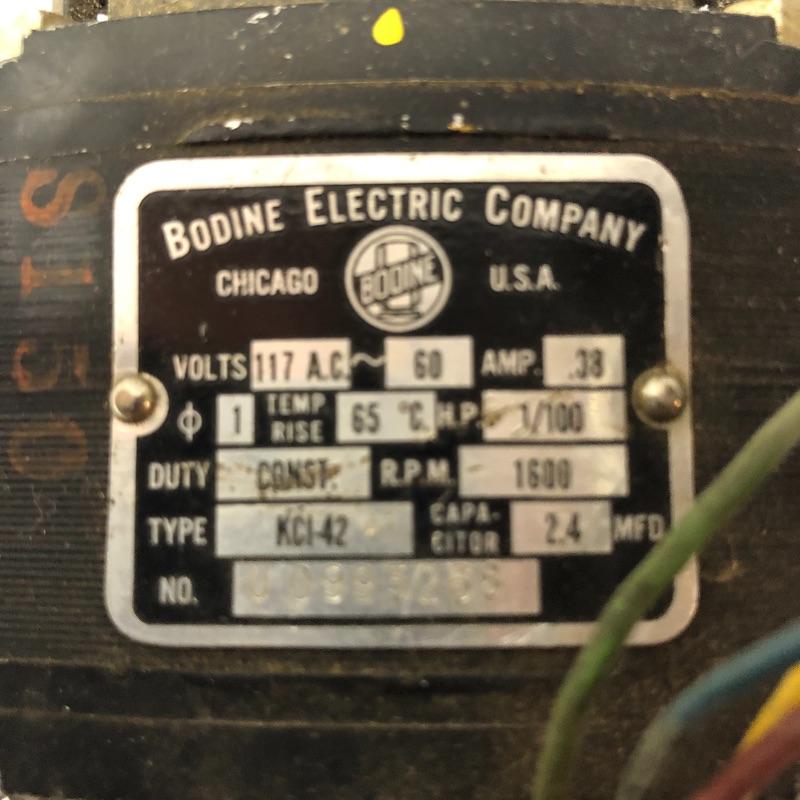 BODINE ELECTRIC COMPANY
CHICAGO BODINE U.S.A.
VOLTS 117 A.C. ~ 60 AMP. .38
ϕ 1 TEMP. RISE 65 °C. H.P. 1/100
DUTY CONST. R.P.M. 1600
TYPE KCI-42 CAPA-CITOR 2.4 MFD.
NO.